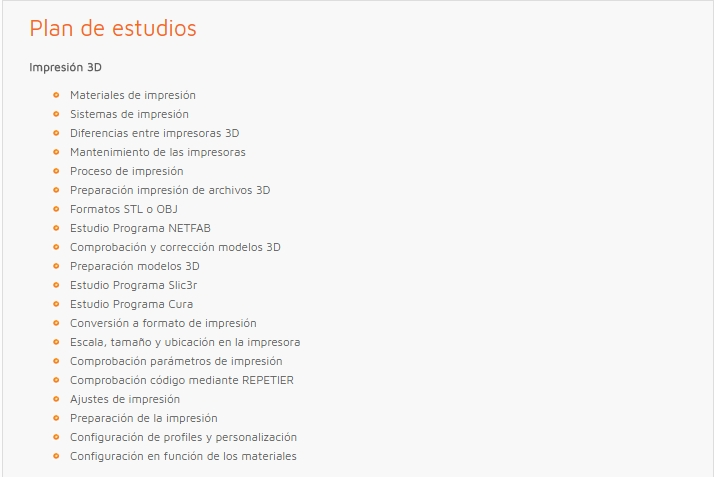 Plan de estudios
Impresión 3D
Materiales de impresión
Sistemas de impresión
Diferencias entre impresoras 3D
Mantenimiento de las impresoras
Proceso de impresión
Preparación impresión de archivos 3D
Formatos STL o OBJ
Estudio Programa NETFAB
Comprobación y corrección modelos 3D
Preparación modelos 3D
Estudio Programa Slic3r
Estudio Programa Cura
Conversión a formato de impresión
Escala, tamaño y ubicación en la impresora
Comprobación parámetros de impresión
Comprobación código mediante REPETIER
Ajustes de impresión
Preparación de la impresión
Configuración de profiles y personalización
Configuración en función de los materiales